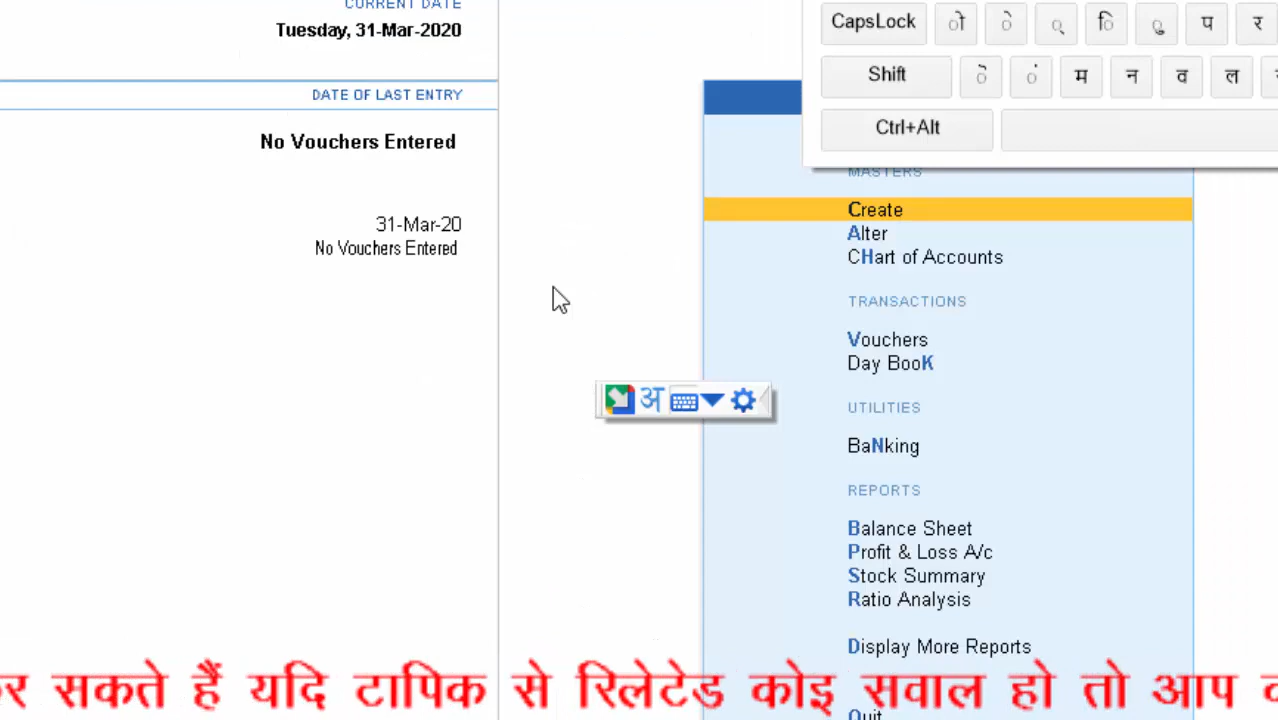 CURRENT DATE
Tuesday, 31-Mar-2020
DATE OF LAST ENTRY
No Vouchers Entered
31-Mar-20
No Vouchers Entered
CapsLock ो े ् ि ु प र
Shift ॆ ं म न व ल
Ctrl+Alt
MASTERS
Create
Alter
CHart of Accounts
TRANSACTIONS
Vouchers
Day BooK
UTILITIES
BaNking
REPORTS
Balance Sheet
Profit & Loss A/c
Stock Summary
Ratio Analysis
Display More Reports
Quit
अ
सकते हैं यदि टापिक से रिलेटेड कोइ सवाल हो तो आप